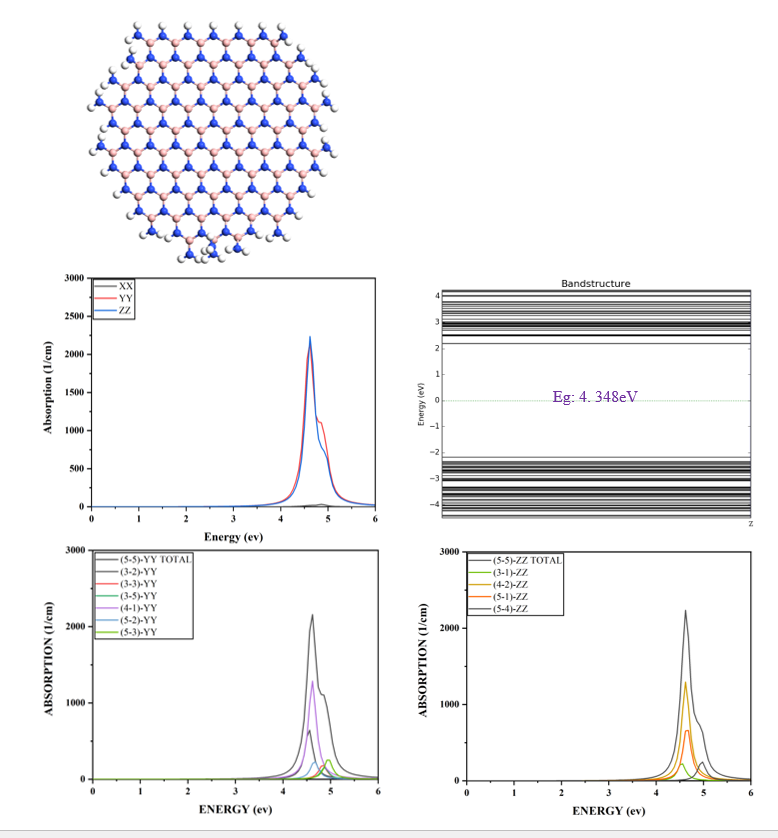 3000
2500
2000
1500
1000
500
0
Absorption (1/cm)
XX
YY
ZZ
0 1 2 3 4 5 6
Energy (ev)
Bandstructure
4
3
2
1
0
−1
−2
−3
−4
Energy (eV)
Eg: 4. 348eV
Z
3000
2000
1000
0
ABSORPTION (1/cm)
(5-5)-YY TOTAL
(3-2)-YY
(3-3)-YY
(3-5)-YY
(4-1)-YY
(5-2)-YY
(5-3)-YY
0 1 2 3 4 5 6
ENERGY (ev)
3000
2000
1000
0
ABSORPTION (1/cm)
(5-5)-ZZ TOTAL
(3-1)-ZZ
(4-2)-ZZ
(5-1)-ZZ
(5-4)-ZZ
0 1 2 3 4 5 6
ENERGY (ev)